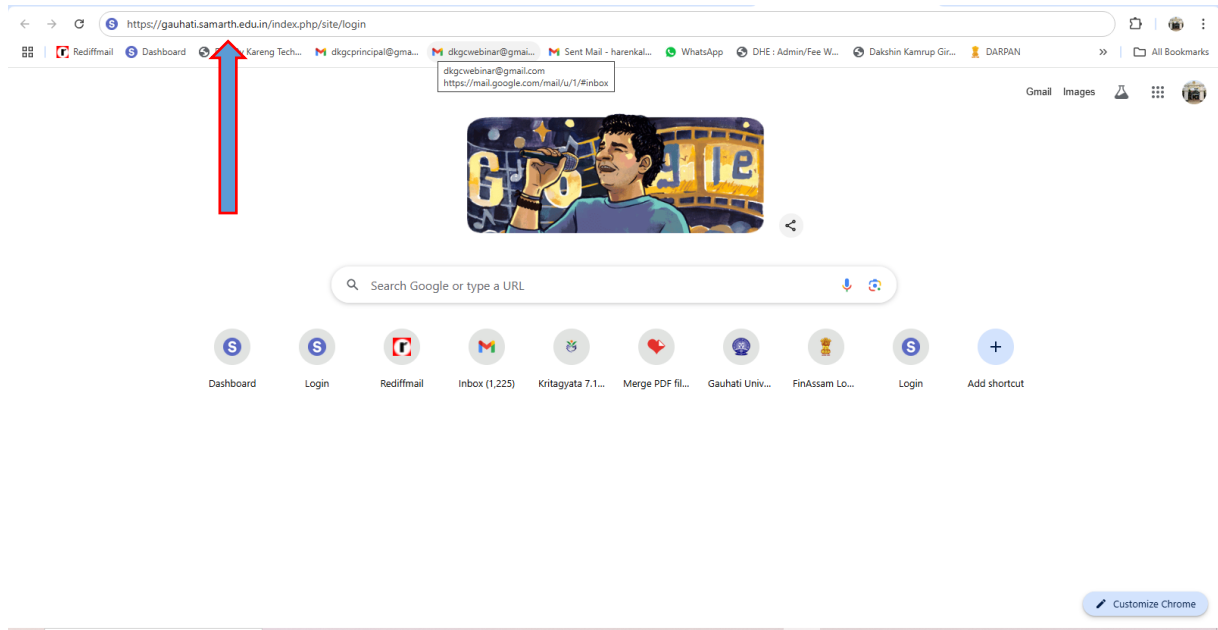 https://gauhati.samarth.edu.in/index.php/site/login
Rediffmail Dashboard Kareng Tech... dkgcprincipal@gma... dkgcwebinar@gmai... Sent Mail - harenkal... WhatsApp DHE : Admin/Fee W... Dakshin Kamrup Gir... DARPAN » All Bookmarks
dkgcwebinar@gmail.com
https://mail.google.com/mail/u/1/#inbox
Gmail Images
G o g l e
Search Google or type a URL
Dashboard Login Rediffmail Inbox (1,225) Kritagyata 7.1... Merge PDF fil... Gauhati Univ... FinAssam Lo... Login Add shortcut
Customize Chrome